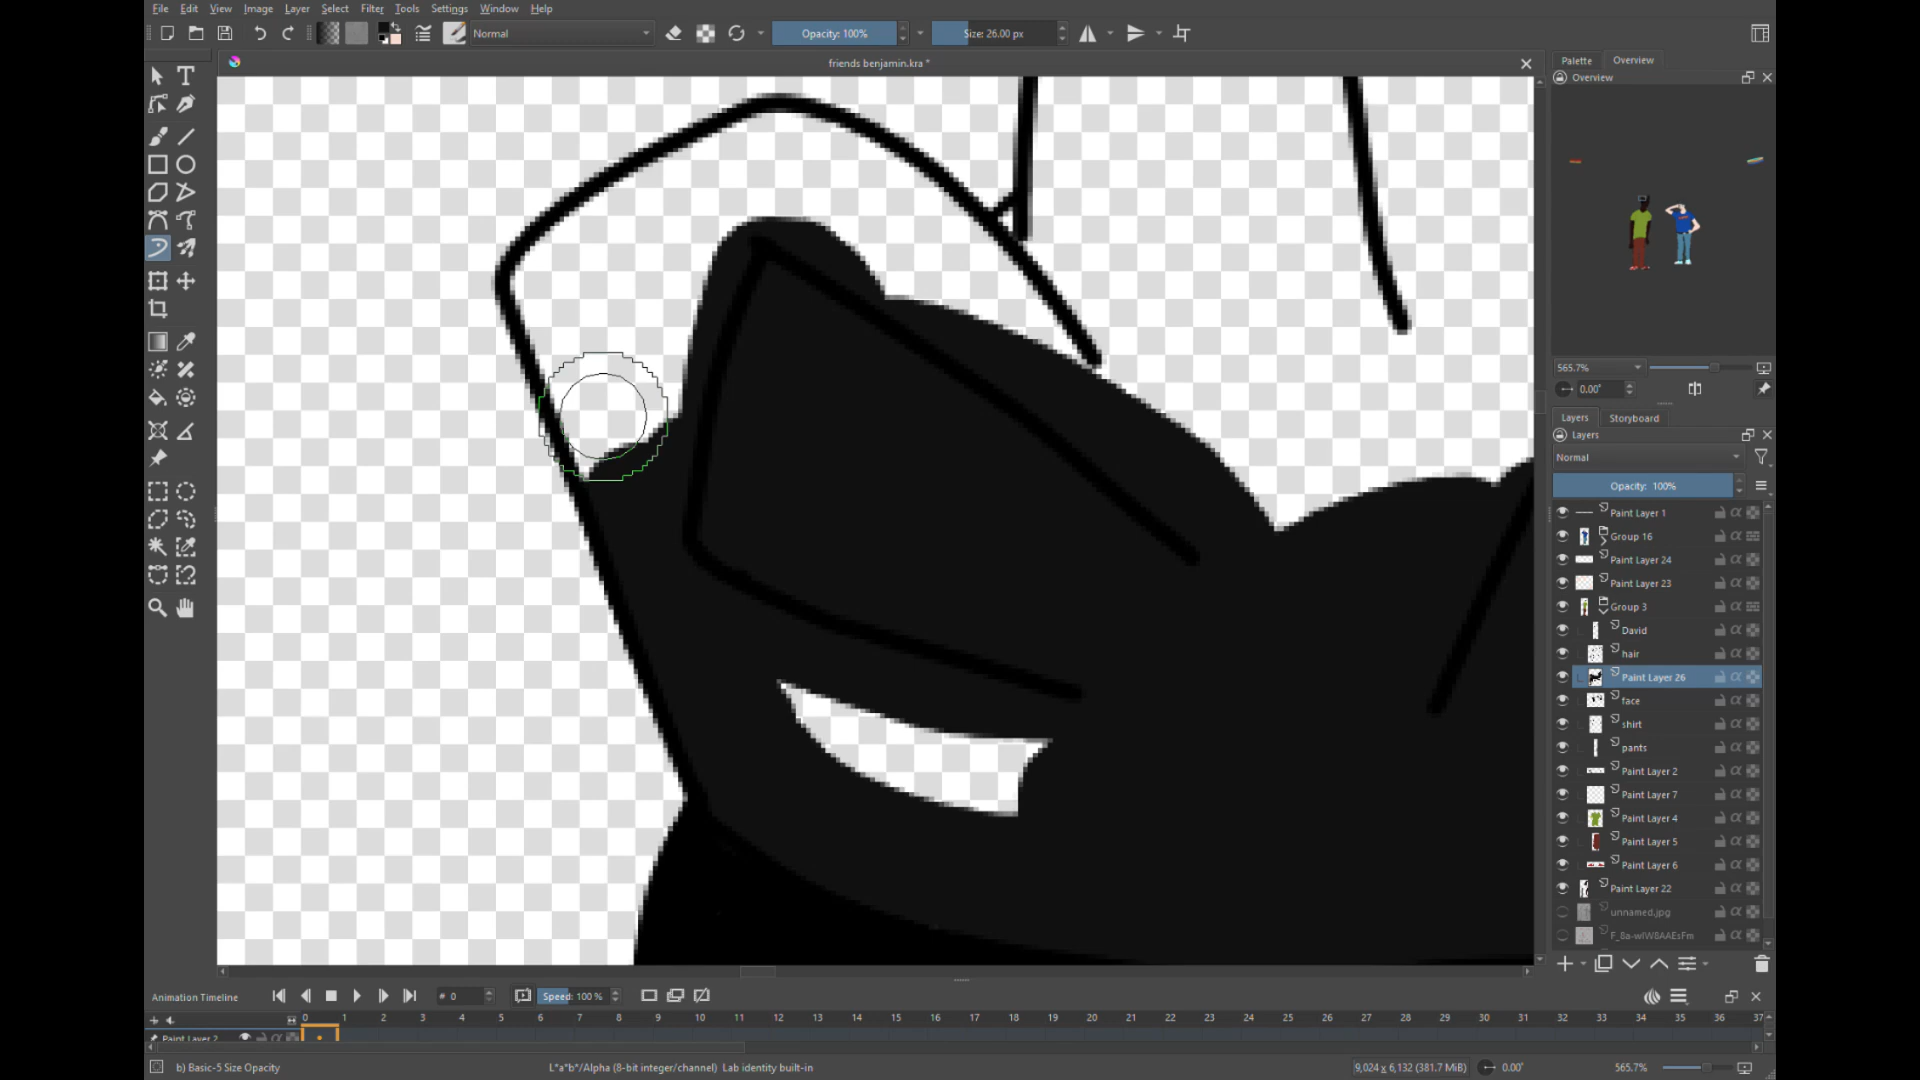 File Edit View Image Layer Select Filter Tools Settings Window Help
Normal Opacity: 100% Size: 26.00 px
friends benjamin.kra *
Palette Overview
Overview
565.7%
0.00°
Layers Storyboard
Layers
Normal
Opacity: 100%
Paint Layer 1
Group 16
Paint Layer 24
Paint Layer 23
Group 3
David
hair
Paint Layer 26
face
shirt
pants
Paint Layer 2
Paint Layer 7
Paint Layer 4
Paint Layer 5
Paint Layer 6
Paint Layer 22
unnamed.jpg
F_8a-wIW8AAEsFm
Animation Timeline # 0 Speed: 100 %
0 1 2 3 4 5 6 7 8 9 10 11 12 13 14 15 16 17 18 19 20 21 22 23 24 25 26 27 28 29 30 31 32 33 34 35 36 37
Paint Layer 2
b) Basic-5 Size Opacity L*a*b*/Alpha (8-bit integer/channel) Lab identity built-in 9,024 x 6,132 (381.7 MiB) 0.00° 565.7%